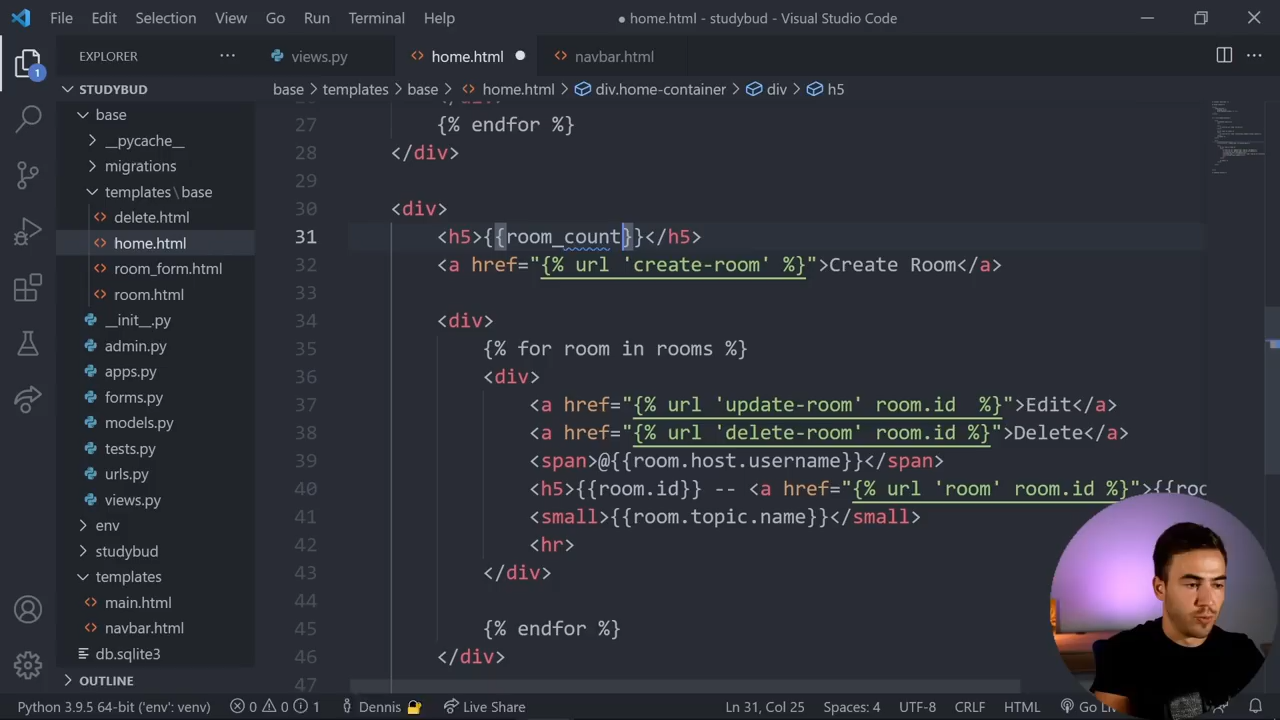 File Edit Selection View Go Run Terminal Help
● home.html - studybud - Visual Studio Code
EXPLORER
views.py home.html navbar.html
STUDYBUD
base > templates > base > home.html > div.home-container > div > h5
1
base
__pycache__
migrations
templates \ base
delete.html
home.html
room_form.html
room.html
__init__.py
admin.py
apps.py
forms.py
models.py
tests.py
urls.py
views.py
env
studybud
templates
main.html
navbar.html
db.sqlite3
OUTLINE
27 {% endfor %}
28 </div>
29
30 <div>
31 <h5>{{room_count}}</h5>
32 <a href="{% url 'create-room' %}">Create Room</a>
33
34 <div>
35 {% for room in rooms %}
36 <div>
37 <a href="{% url 'update-room' room.id  %}">Edit</a>
38 <a href="{% url 'delete-room' room.id %}">Delete</a>
39 <span>@{{room.host.username}}</span>
40 <h5>{{room.id}} -- <a href="{% url 'room' room.id %}">{{roo
41 <small>{{room.topic.name}}</small>
42 <hr>
43 </div>
44
45 {% endfor %}
46 </div>
47
Python 3.9.5 64-bit ('env': venv) 0 0 1 Dennis Live Share Ln 31, Col 25 Spaces: 4 UTF-8 CRLF HTML Go Li